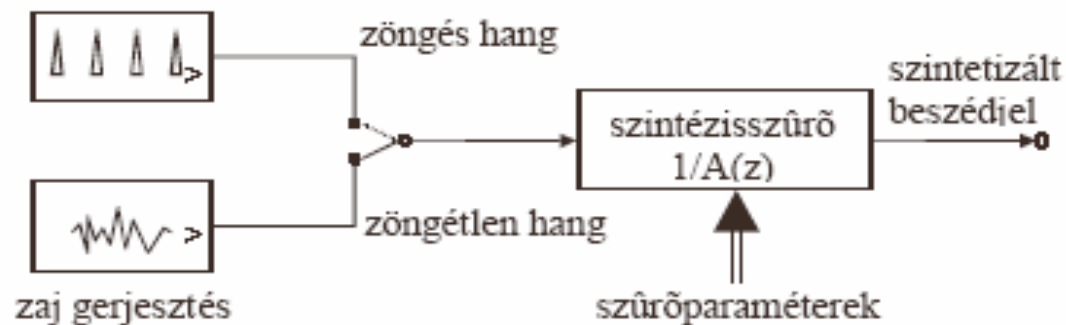 zöngés hang
szintetizált
beszédjel
szintézisszûrõ
1/A(z)
zöngétlen hang
zaj gerjesztés
szûrõparaméterek